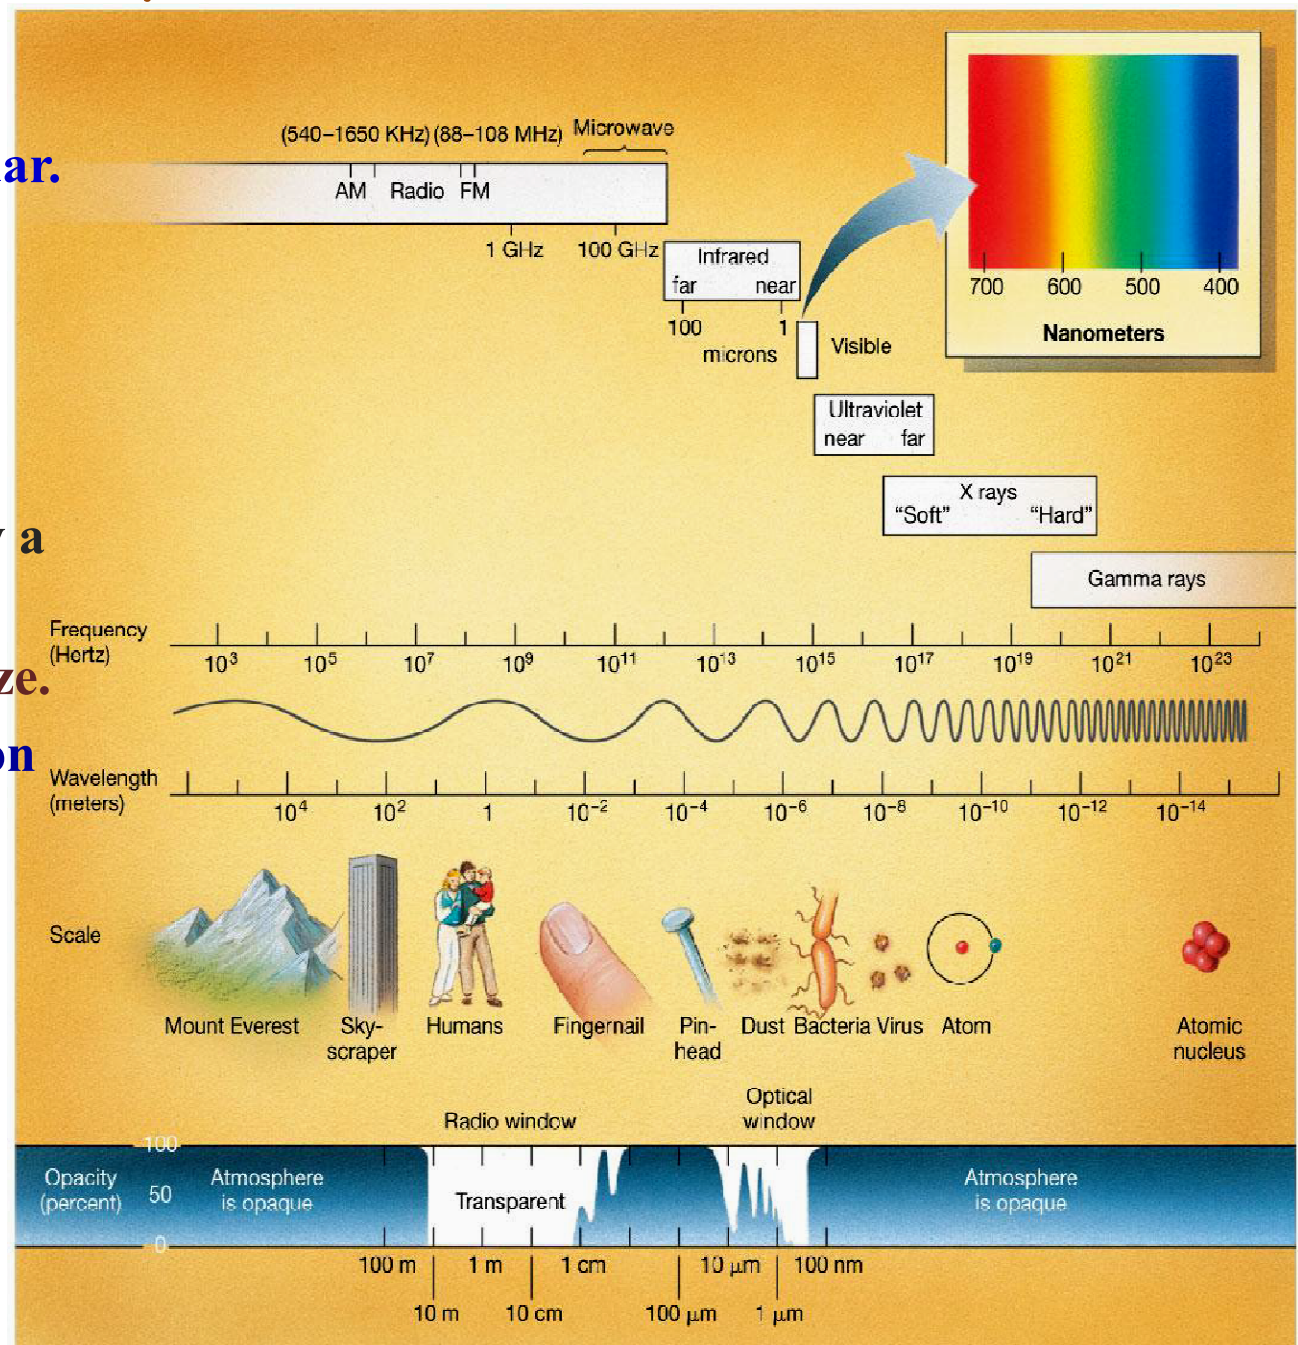 (540–1650 KHz) (88–108 MHz) Microwave
ar.
AM Radio FM
1 GHz 100 GHz
Infrared
far near
100 1
microns
Visible
700 600 500 400
Nanometers
Ultraviolet
near far
X rays
“Soft” “Hard”
a
Gamma rays
Frequency
(Hertz)
10³ 10⁵ 10⁷ 10⁹ 10¹¹ 10¹³ 10¹⁵ 10¹⁷ 10¹⁹ 10²¹ 10²³
ze.
on
Wavelength
(meters)
10⁴ 10² 1 10⁻² 10⁻⁴ 10⁻⁶ 10⁻⁸ 10⁻¹⁰ 10⁻¹² 10⁻¹⁴
Scale
Mount Everest Sky- Humans Fingernail Pin- Dust Bacteria Virus Atom Atomic
scraper head nucleus
Optical
Radio window window
100
Opacity Atmosphere Atmosphere
(percent) 50 is opaque Transparent is opaque
0
100 m 1 m 1 cm 10 µm 100 nm
10 m 10 cm 100 µm 1 µm